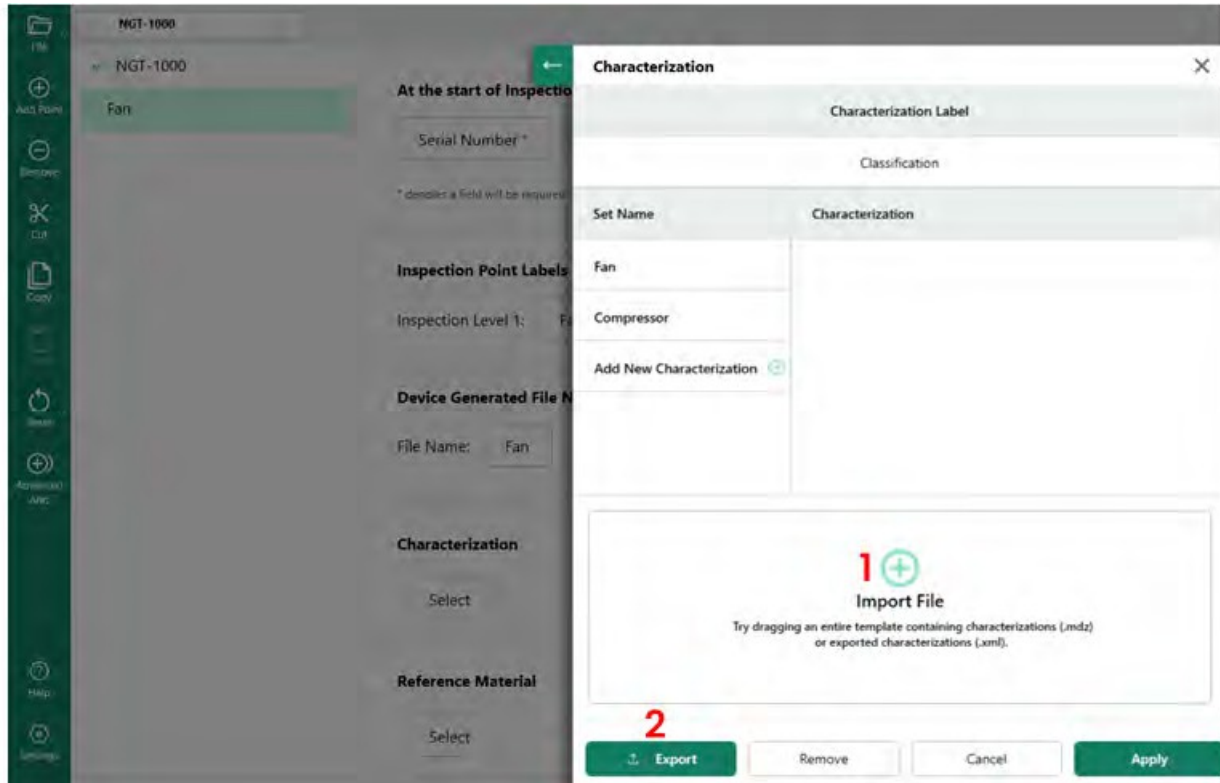 NGT-1000
File
Add Point
Remove
Cut
Copy
Reset
Advanced
Help
Settings
NGT-1000
Fan
At the start of Inspectio
Serial Number *
* denotes a field will be required
Inspection Point Labels
Inspection Level 1:
Device Generated File N
File Name: Fan
Characterization
Select
Reference Material
Select
Characterization
Characterization Label
Classification
Set Name Characterization
Fan
Compressor
Add New Characterization
1
Import File
Try dragging an entire template containing characterizations (.mdz)
or exported characterizations (.xml).
2
Export Remove Cancel Apply